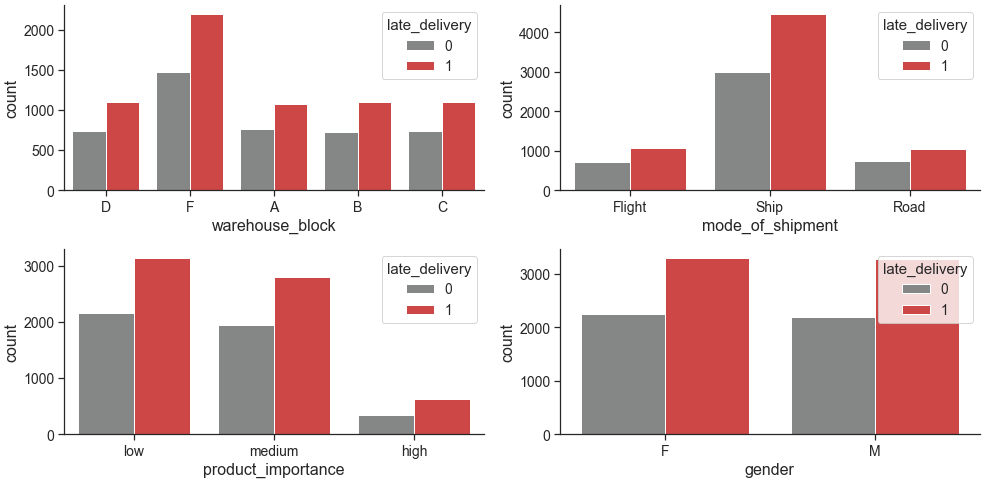 late_delivery
0
1
2000
1500
1000
500
0
count
D F A B C
warehouse_block
late_delivery
0
1
4000
3000
2000
1000
0
count
Flight Ship Road
mode_of_shipment
late_delivery
0
1
3000
2000
1000
0
count
low medium high
product_importance
late_delivery
0
1
3000
2000
1000
0
count
F M
gender